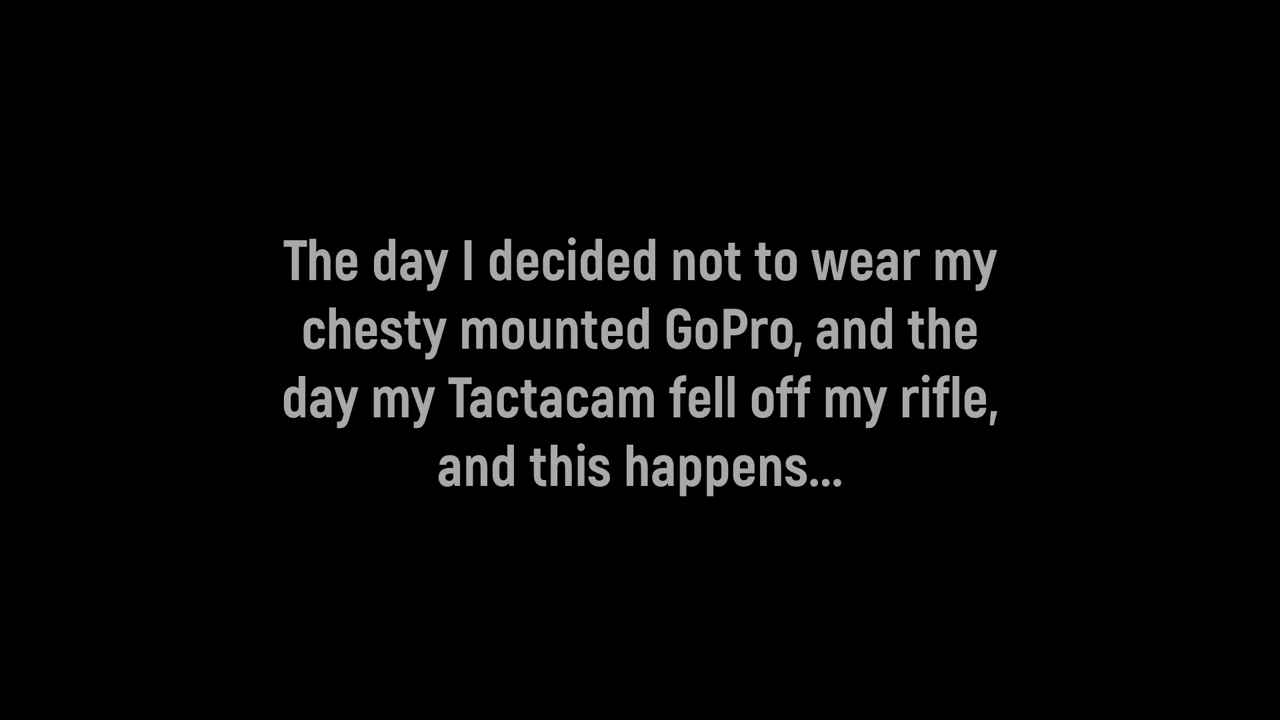 The day I decided not to wear my
chesty mounted GoPro, and the
day my Tactacam fell off my rifle,
and this happens...